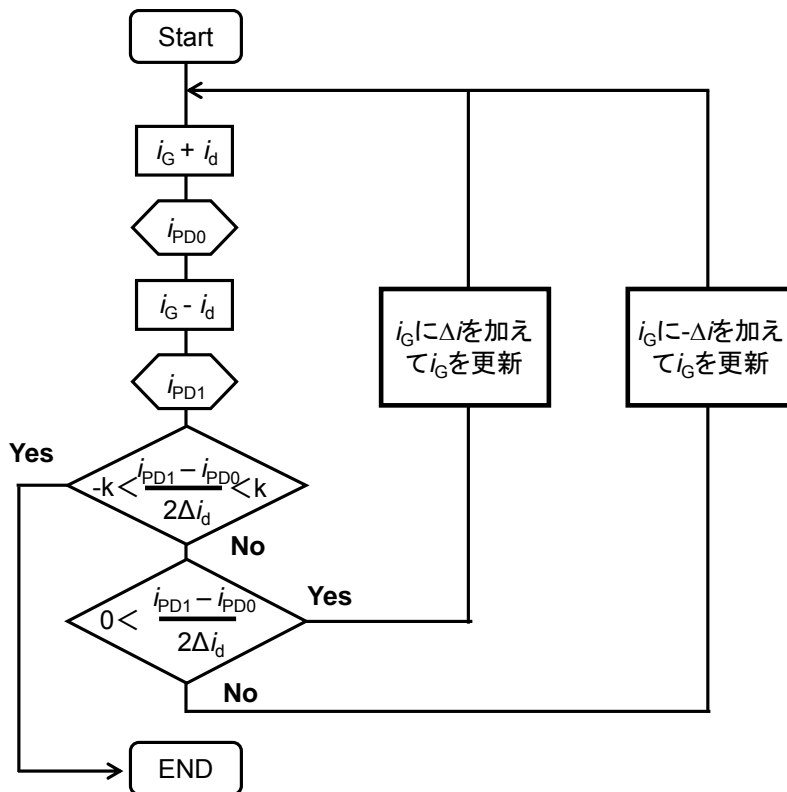 Start
iG + id
iPD0
iG - id
iPD1
Yes
-k＜
iPD1 – iPD0
2Δid
＜k
No
0＜
iPD1 – iPD0
2Δid
Yes
No
END
iGにΔiを加え
てiGを更新
iGに-Δiを加え
てiGを更新